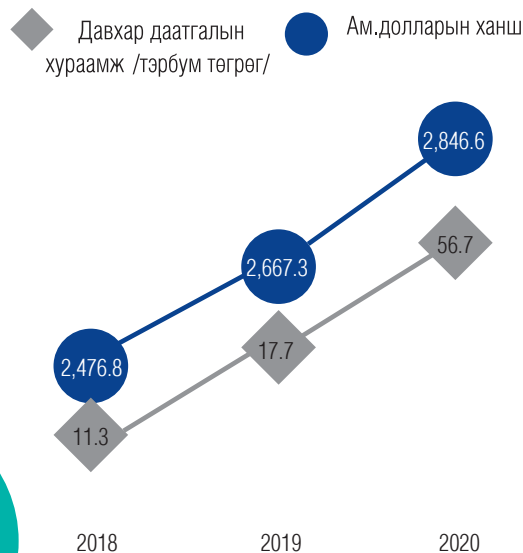 Давхар даатгалын
хураамж /тэрбум төгрөг/
Ам.долларын ханш
2,846.6
56.7
2,667.3
17.7
2,476.8
11.3
2018 2019 2020